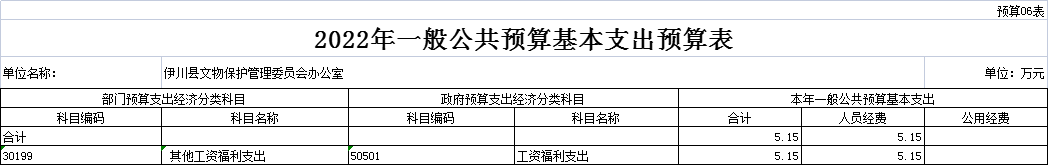 预算06表
2022年一般公共预算基本支出预算表
单位名称： 伊川县文物保护管理委员会办公室 单位：万元
部门预算支出经济分类科目 政府预算支出经济分类科目 本年一般公共预算基本支出
科目编码 科目名称 科目编码 科目名称 合计 人员经费 公用经费
合计 5.15 5.15
30199 其他工资福利支出 50501 工资福利支出 5.15 5.15